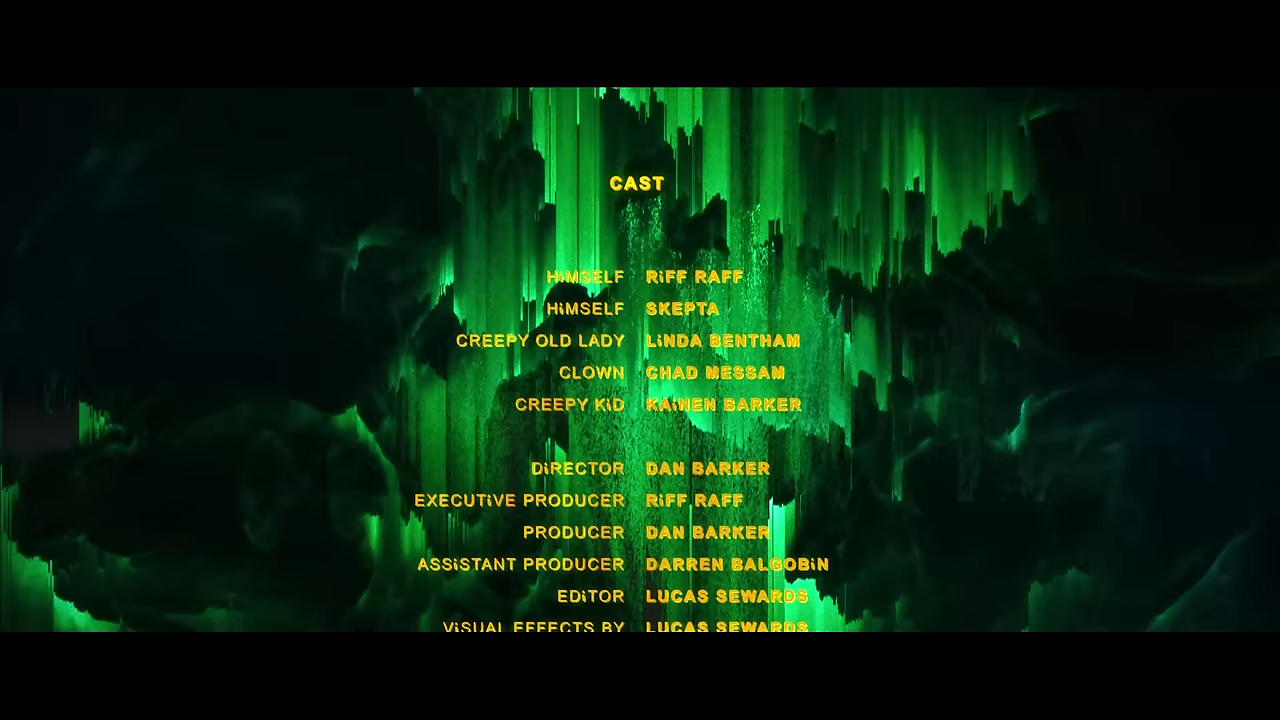 CAST
HiMSELF RiFF RAFF
HiMSELF SKEPTA
CREEPY OLD LADY LiNDA BENTHAM
CLOWN CHAD MESSAM
CREEPY KiD KAiNEN BARKER
DiRECTOR DAN BARKER
EXECUTiVE PRODUCER RiFF RAFF
PRODUCER DAN BARKER
ASSiSTANT PRODUCER DARREN BALGOBiN
EDiTOR LUCAS SEWARDS
ViSUAL EFFECTS BY LUCAS SEWARDS